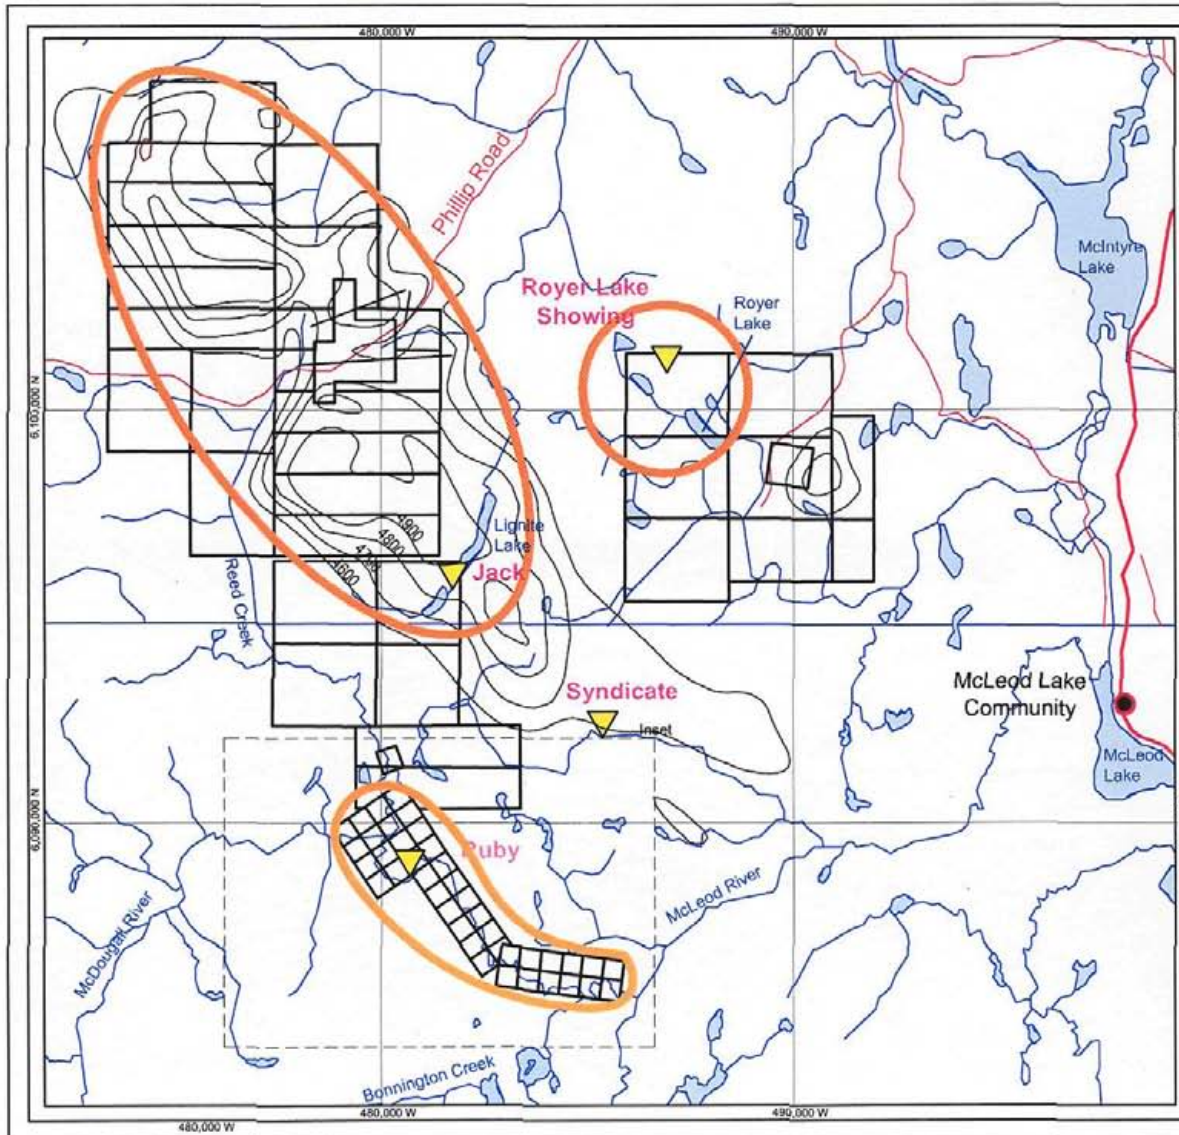 480,000 W
490,000 W
Phillip Road
McIntyre
Lake
Royer Lake
Showing
Royer
Lake
6,100,000 N
4900
4800
4600
Lignite
Lake
Jack
Reed Creek
McLeod Lake
Community
Syndicate
Inset
McLeod
Lake
6,090,000 N
Ruby
McLeod River
McDougall River
Bonnington Creek
480,000 W
490,000 W
480,000 W